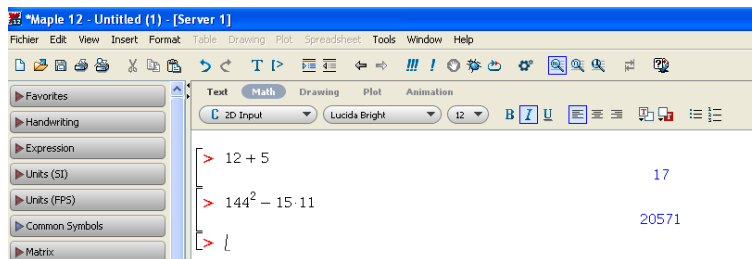 *Maple 12 - Untitled (1) - [Server 1]
Fichier Edit View Insert Format Table Drawing Plot Spreadsheet Tools Window Help
Text Math Drawing Plot Animation
C 2D Input Lucida Bright 12 B I U
Favorites
Handwriting
Expression
Units (SI)
Units (FPS)
Common Symbols
Matrix
> 12 + 5
17
> 144² − 15·11
20571
>